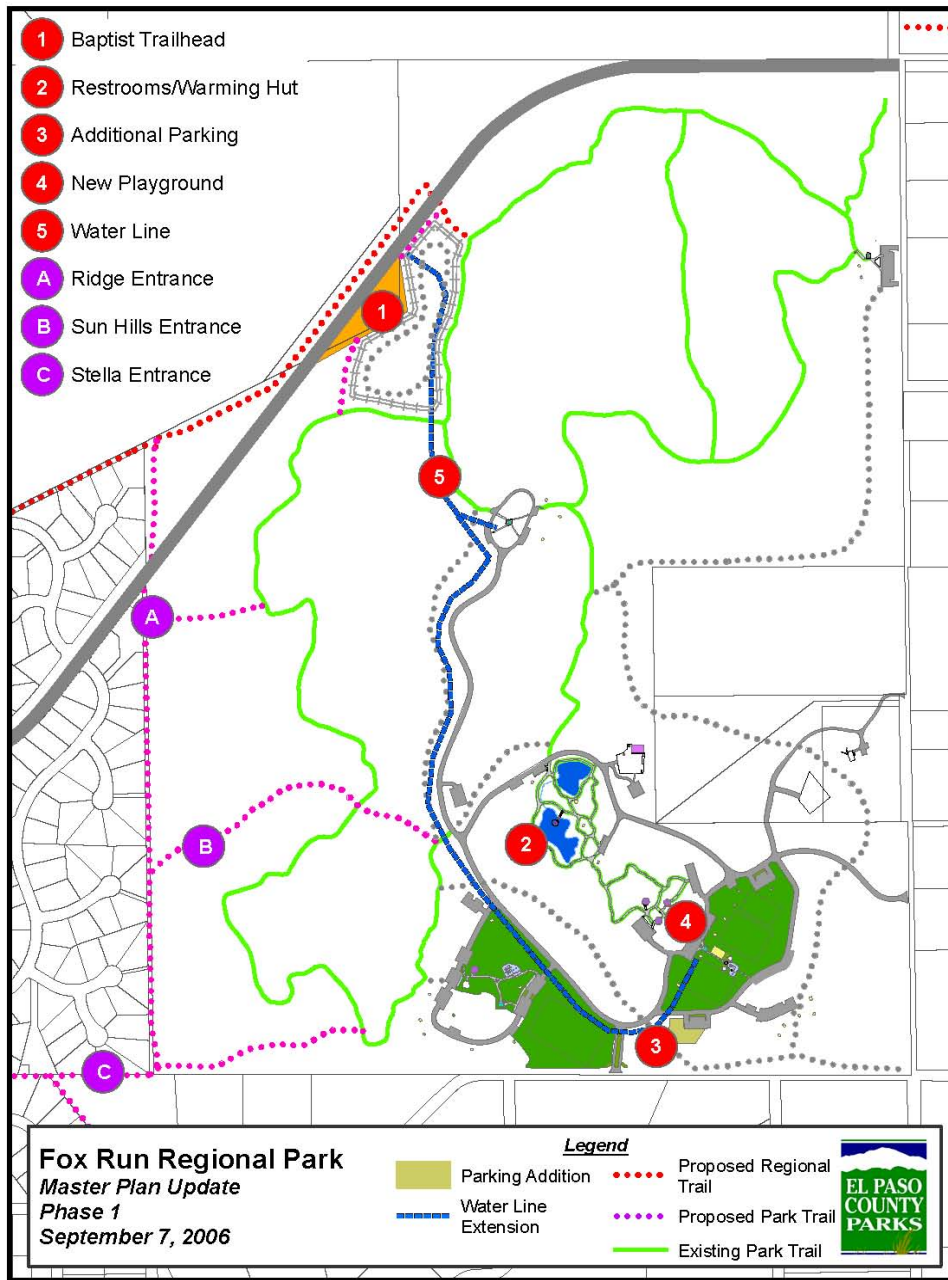 1 Baptist Trailhead
2 Restrooms/Warming Hut
3 Additional Parking
4 New Playground
5 Water Line
A Ridge Entrance
B Sun Hills Entrance
C Stella Entrance
1
5
A
B
2
4
3
C
Fox Run Regional Park
Master Plan Update
Phase 1
September 7, 2006
Legend
Parking Addition
Water Line
Extension
Proposed Regional
Trail
Proposed Park Trail
Existing Park Trail
EL PASO
COUNTY
PARKS